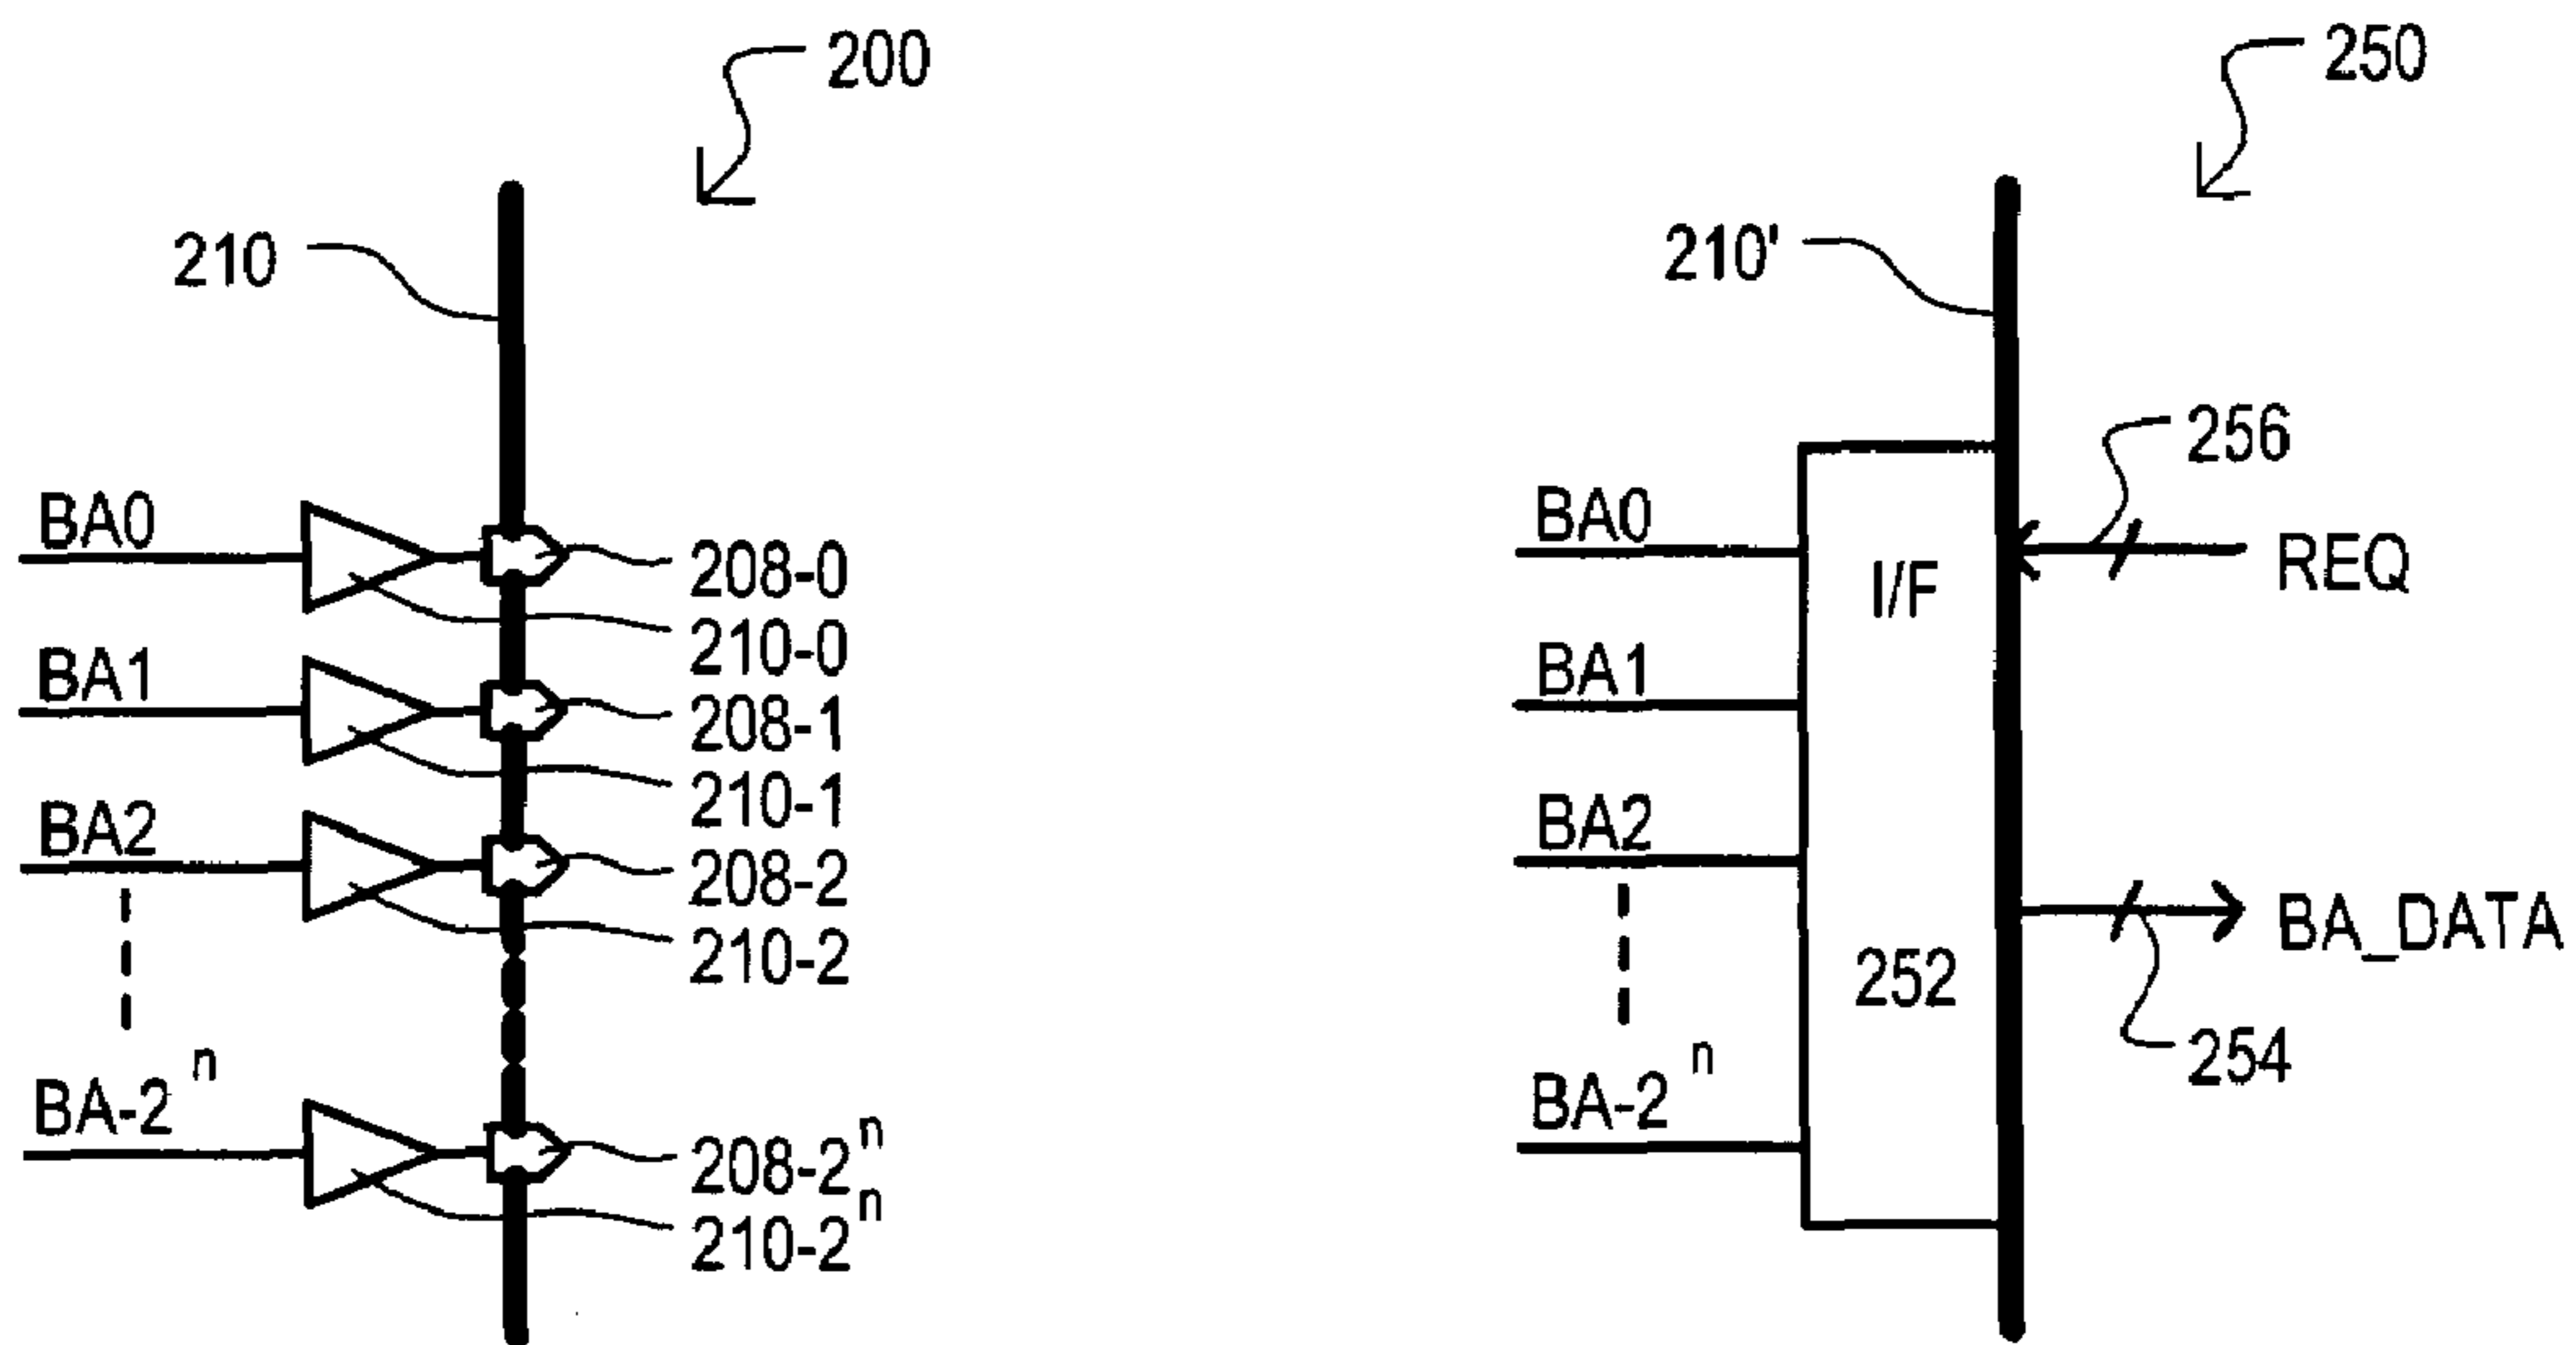 200
210
BA0
208-0
210-0
BA1
208-1
210-1
BA2
208-2
210-2
BA-2ⁿ
208-2ⁿ
210-2ⁿ
250
210'
256
BA0
I/F
REQ
BA1
BA2
BA_DATA
252
254
BA-2ⁿ